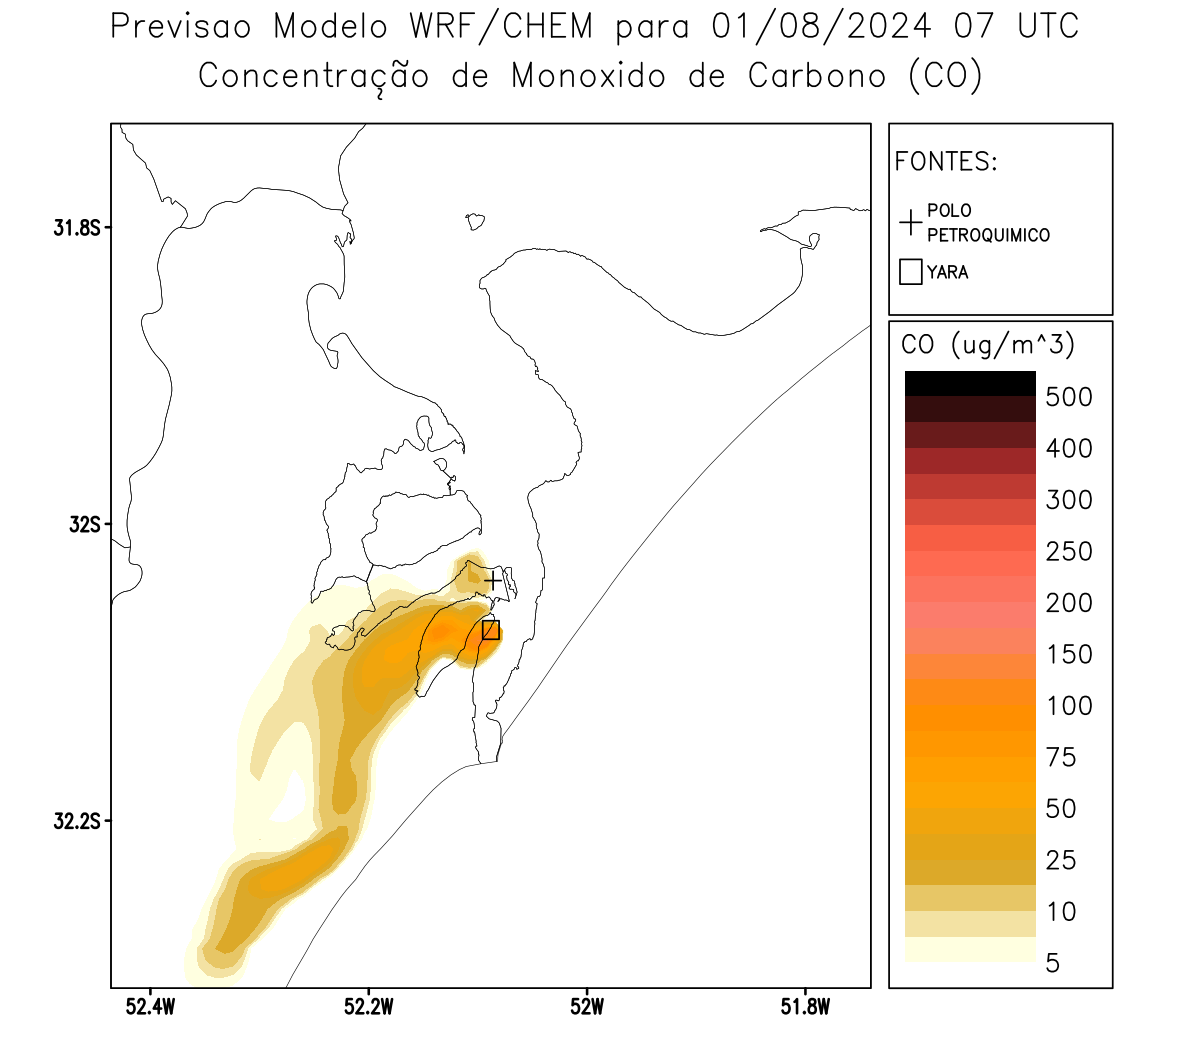 Previsao Modelo WRF/CHEM para 01/08/2024 07 UTC
Concentração de Monoxido de Carbono (CO)
FONTES:
POLO
PETROQUIMICO
YARA
CO (ug/m^3)
500
400
300
250
200
150
100
75
50
25
10
5
31.8S
32S
32.2S
52.4W
52.2W
52W
51.8W